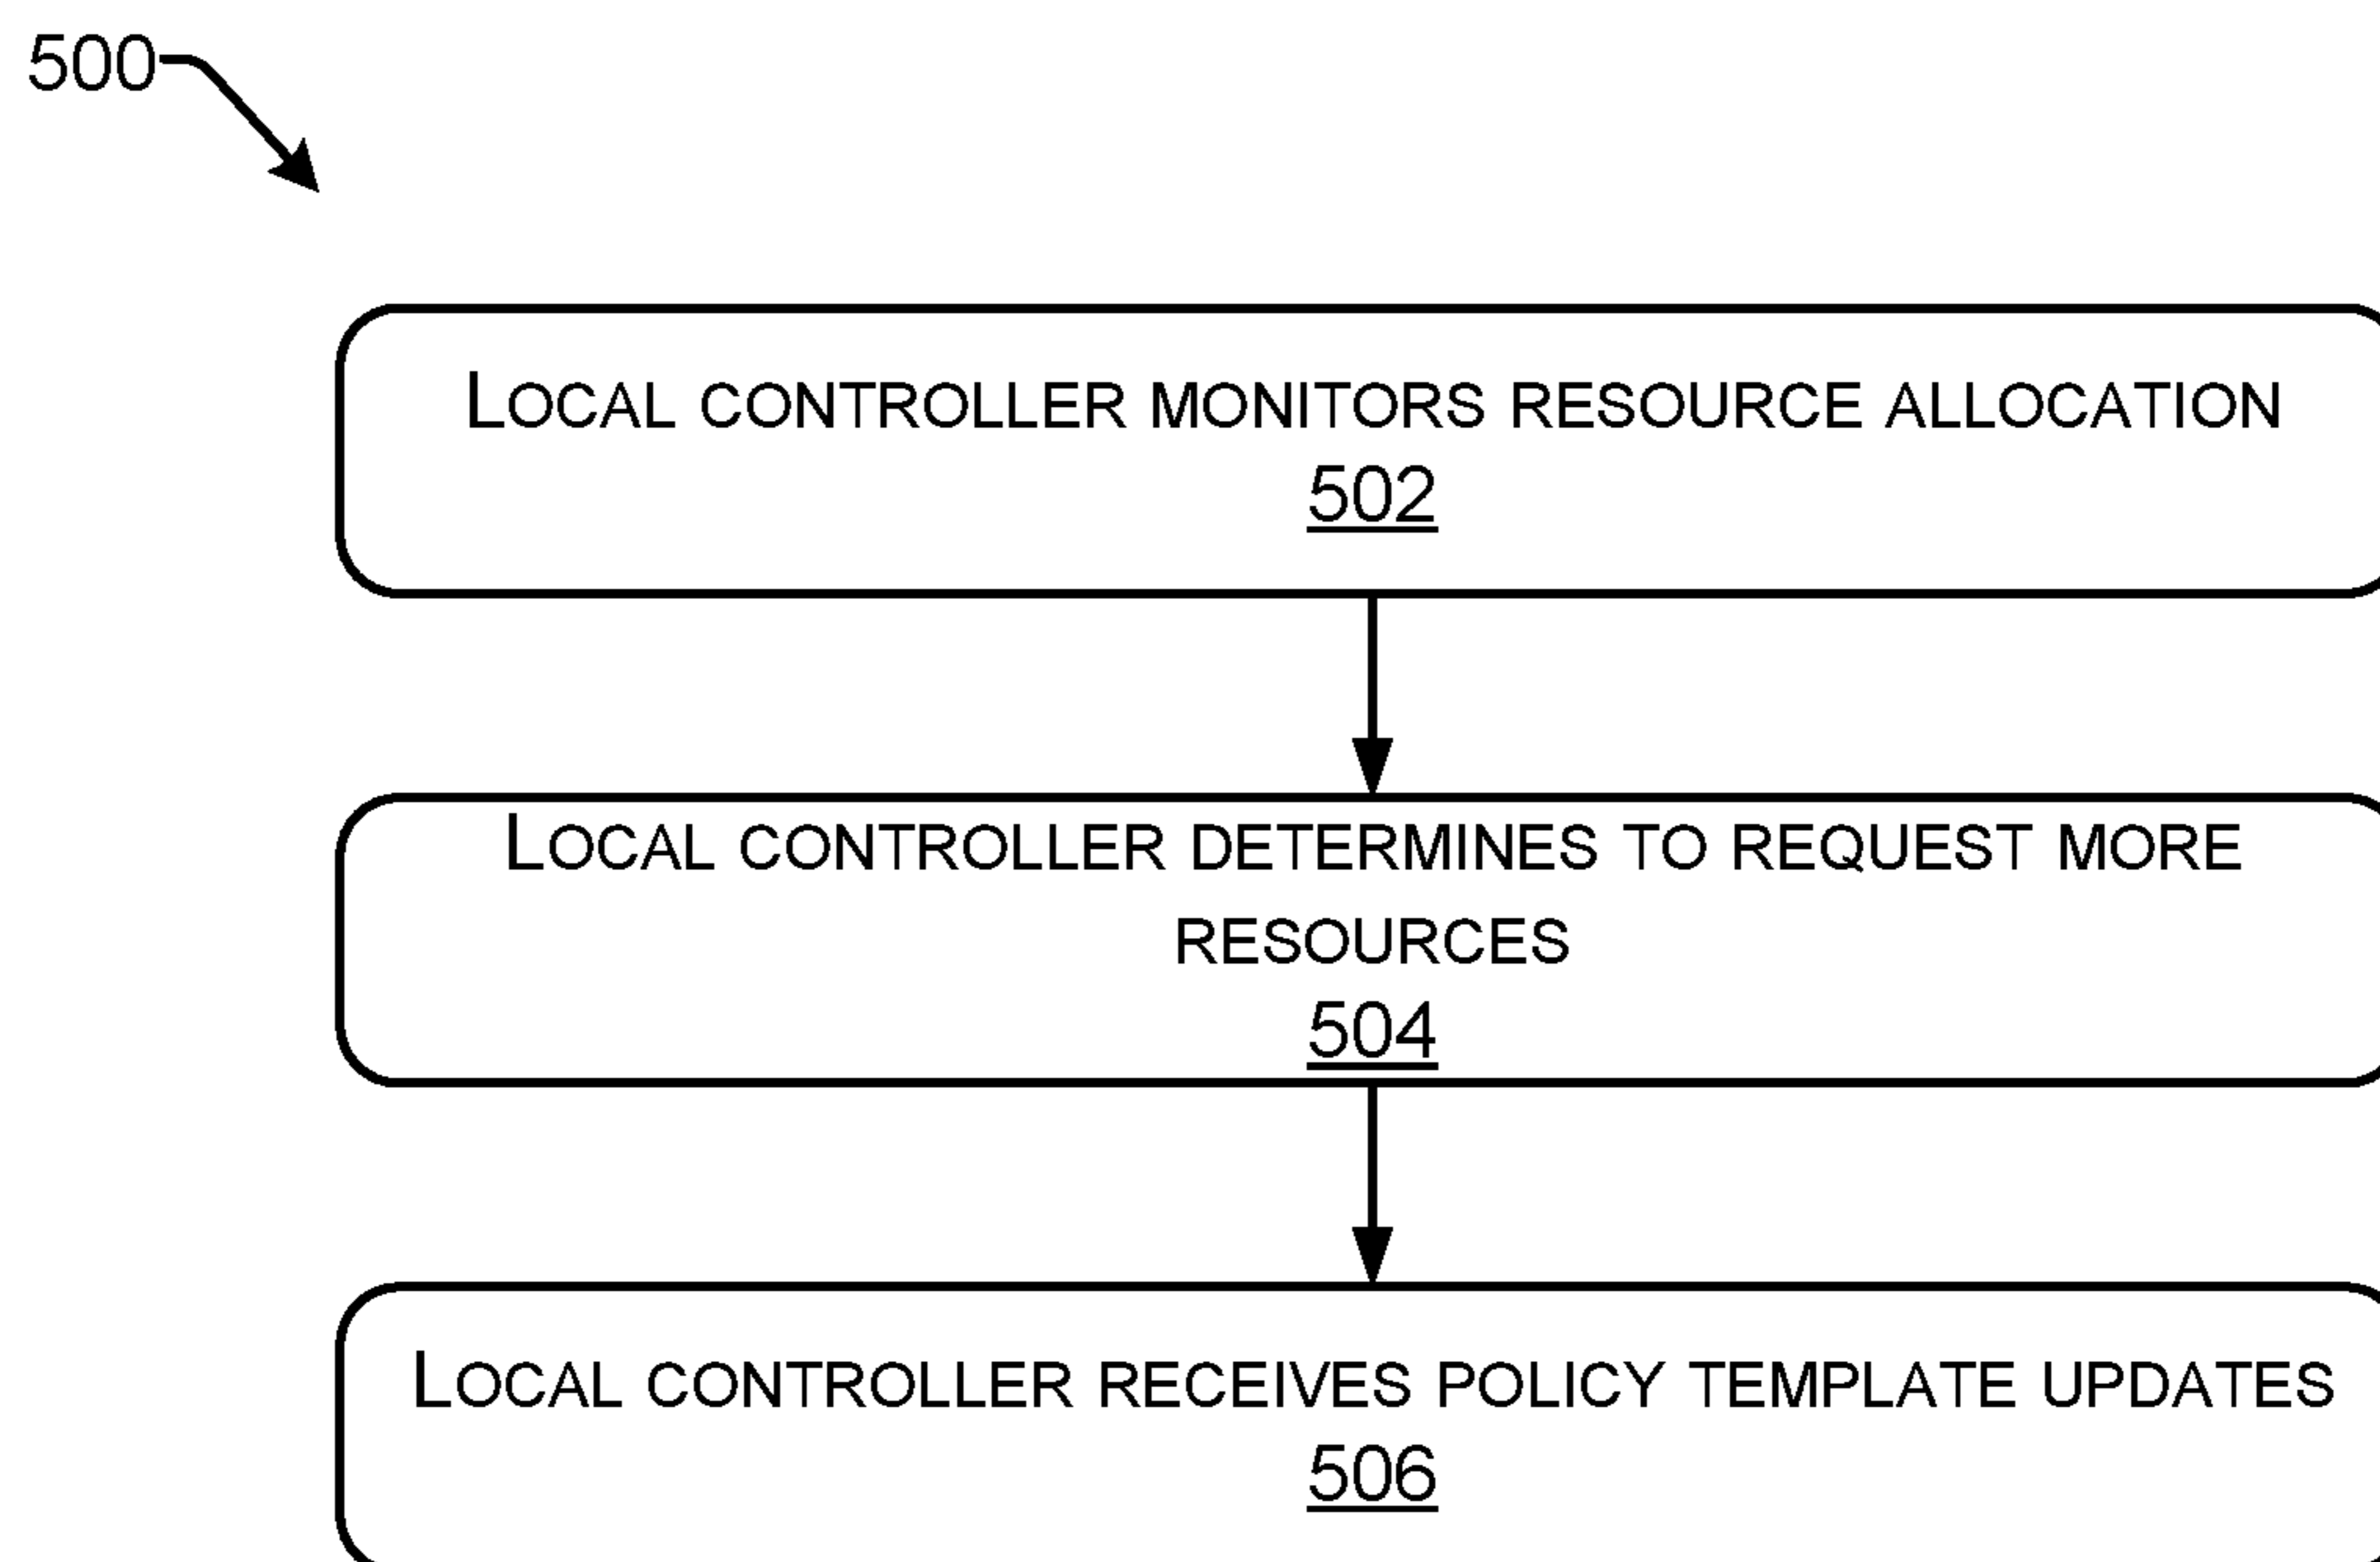 500
LOCAL CONTROLLER MONITORS RESOURCE ALLOCATION
502
LOCAL CONTROLLER DETERMINES TO REQUEST MORE
RESOURCES
504
LOCAL CONTROLLER RECEIVES POLICY TEMPLATE UPDATES
506